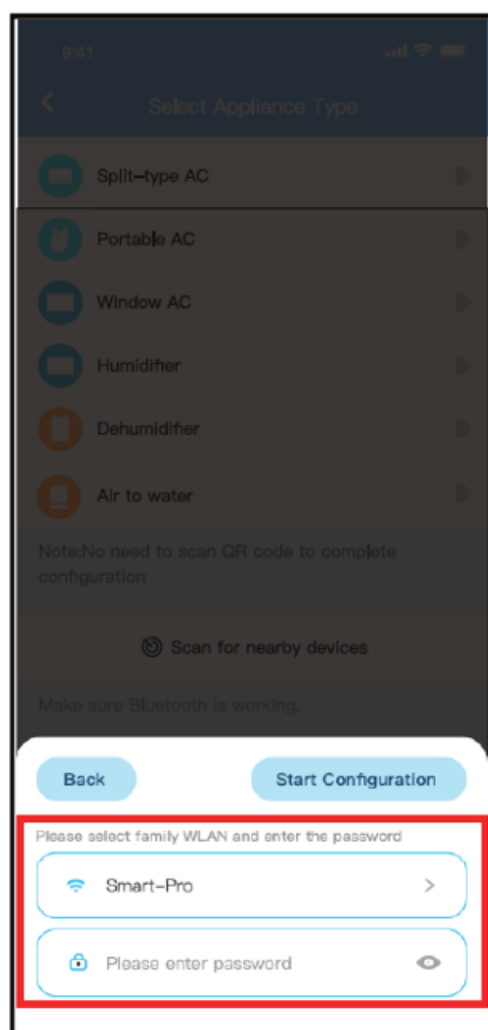 9:41
Select Appliance Type
Split-type AC
Portable AC
Window AC
Humidifier
Dehumidifier
Air to water
Note:No need to scan QR code to complete
configuration
Scan for nearby devices
Make sure Bluetooth is working.
Back
Start Configuration
Please select family WLAN and enter the password
Smart-Pro
Please enter password